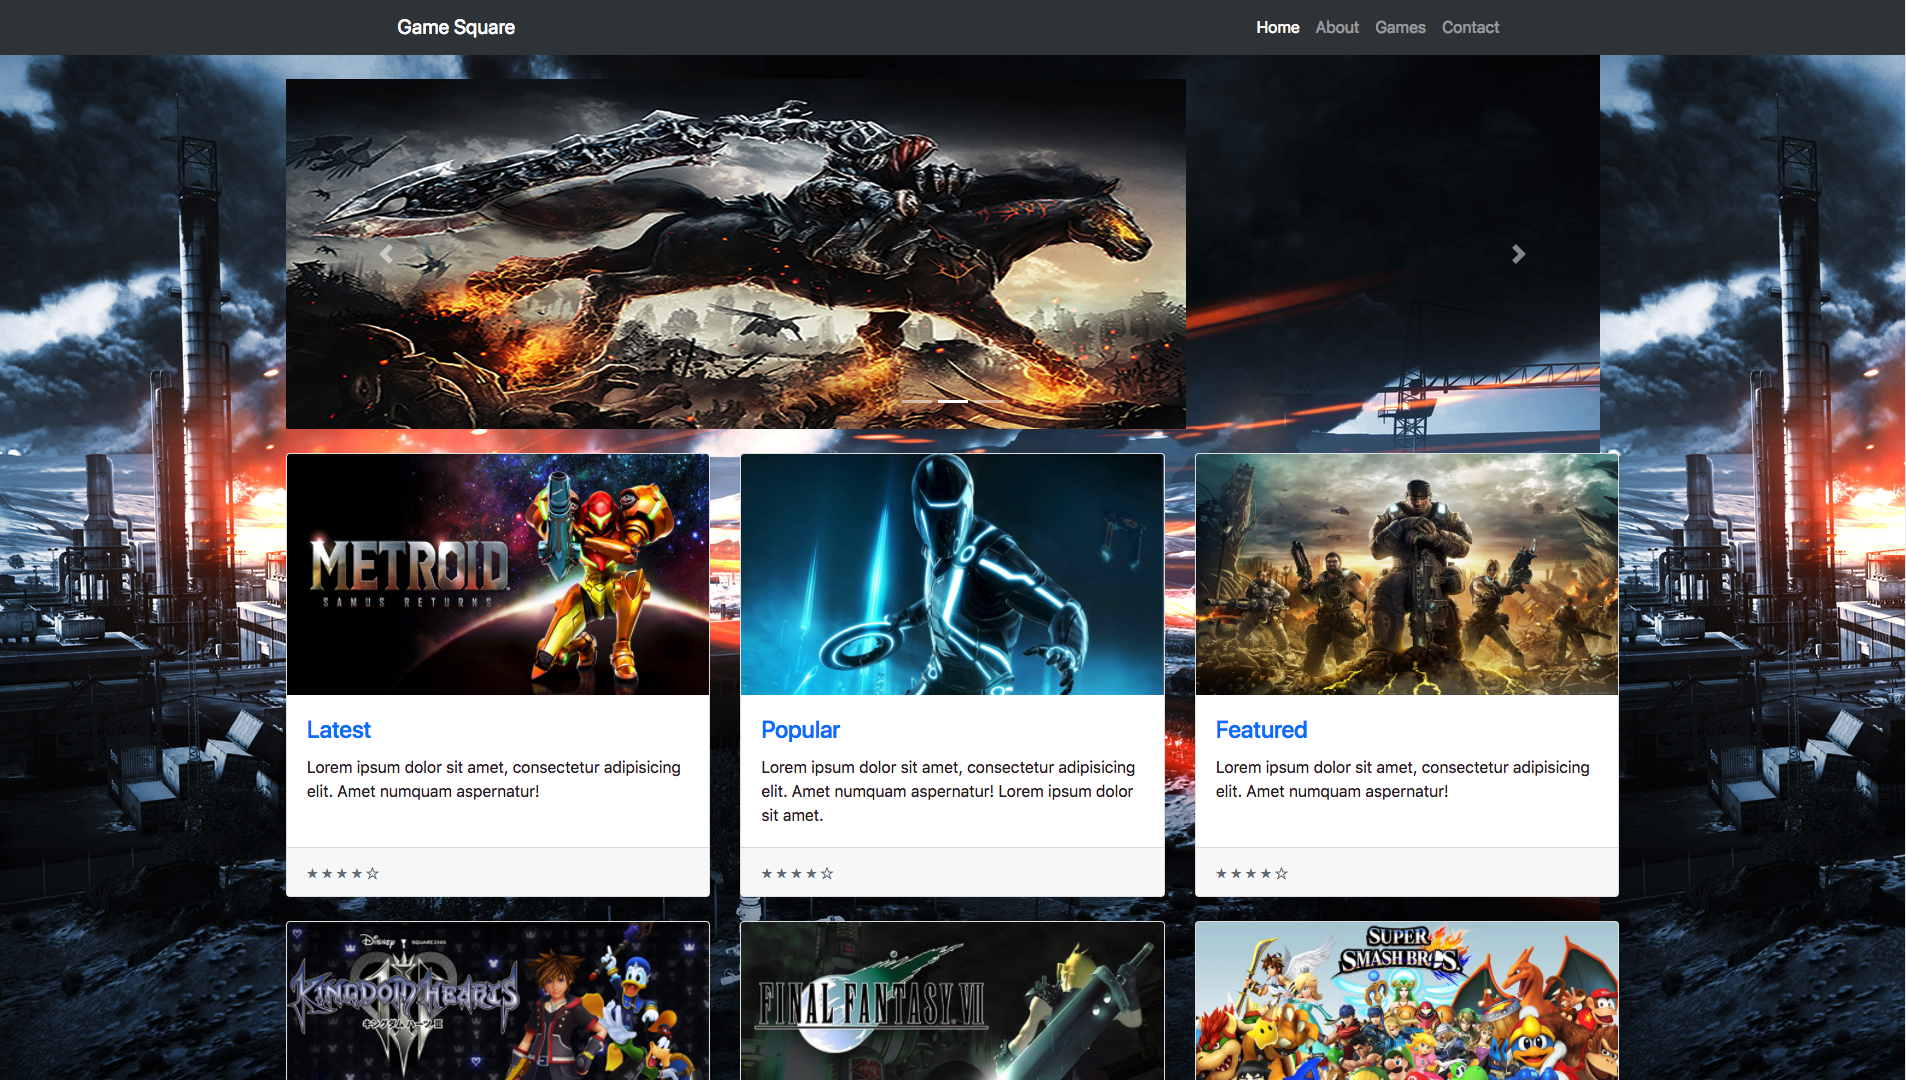 Game Square
Home About Games Contact
METROID
SAMUS RETURNS
Latest
Lorem ipsum dolor sit amet, consectetur adipisicing
elit. Amet numquam aspernatur!
★★★★☆
Popular
Lorem ipsum dolor sit amet, consectetur adipisicing
elit. Amet numquam aspernatur! Lorem ipsum dolor
sit amet.
★★★★☆
Featured
Lorem ipsum dolor sit amet, consectetur adipisicing
elit. Amet numquam aspernatur!
★★★★☆
Disney SQUARE ENIX
KINGDOM HEARTS
III
キングダム ハーツ III
FINAL FANTASY VII
SUPER
SMASH BROS.